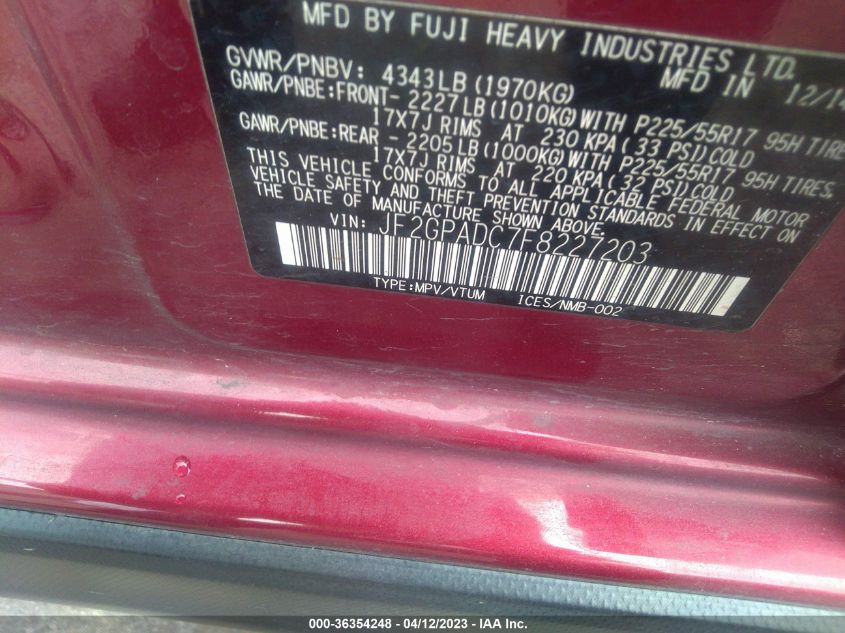 MFD BY FUJI HEAVY INDUSTRIES LTD.
GVWR/PNBV: 4343LB(1970KG) MFD IN 12/14
GAWR/PNBE:FRONT-2227LB(1010KG)WITH P225/55R17 95H TIRE
17X7J RIMS AT 230 KPA(33 PSI)COLD
GAWR/PNBE:REAR -2205LB(1000KG)WITH P225/55R17 95H TIRES.
17X7J RIMS AT 220 KPA(32 PSI)COLD
THIS VEHICLE CONFORMS TO ALL APPLICABLE FEDERAL MOTOR
VEHICLE SAFETY AND THEFT PREVENTION STANDARDS IN EFFECT ON
THE DATE OF MANUFACTURE SHOWN ABOVE.
VIN: JF2GPADC7F8227203
TYPE:MPV/VTUM ICES/NMB-002
000-36354248 - 04/12/2023 - IAA Inc.